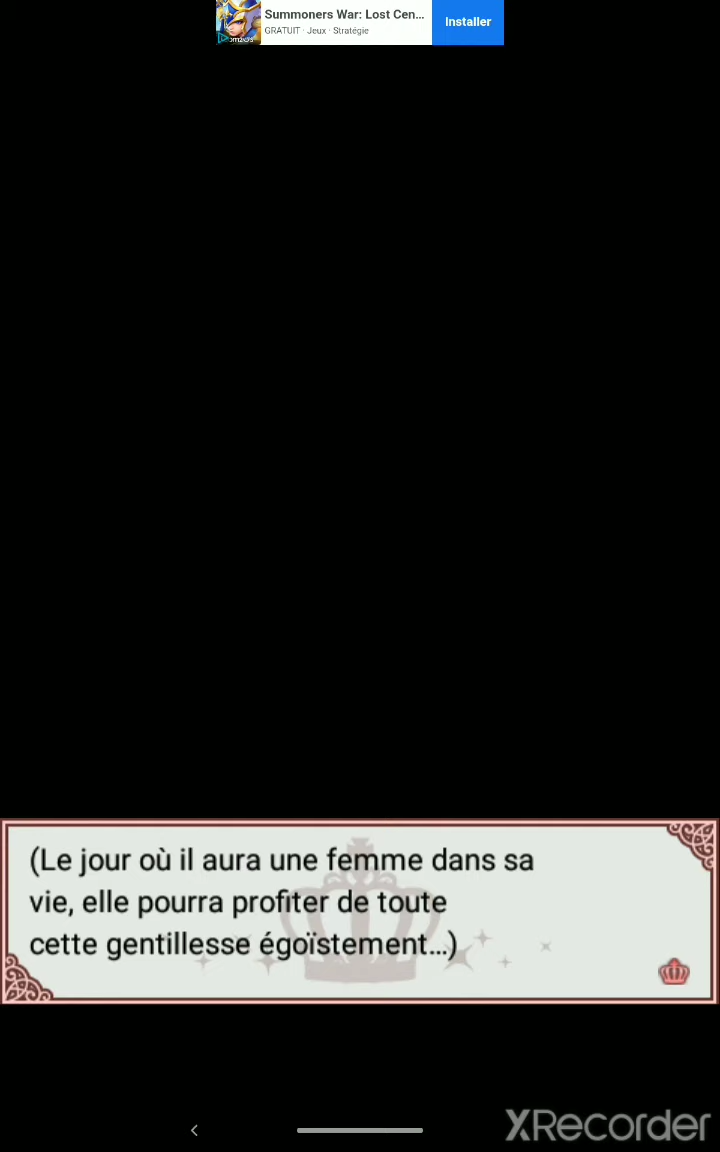 Summoners War: Lost Cen...
GRATUIT · Jeux · Stratégie
Installer
(Le jour où il aura une femme dans sa
vie, elle pourra profiter de toute
cette gentillesse égoïstement...)
XRecorder